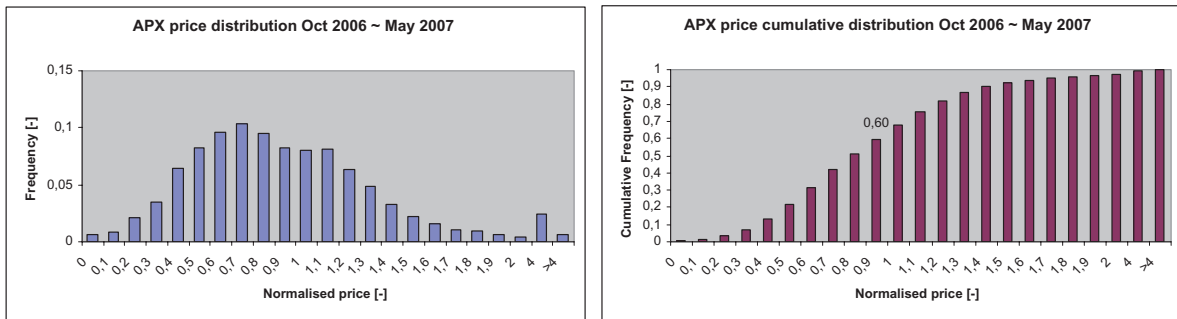 APX price distribution Oct 2006 ~ May 2007
0,15
0,1
0,05
0
Frequency [-]
0 0,1 0,2 0,3 0,4 0,5 0,6 0,7 0,8 0,9 1 1,1 1,2 1,3 1,4 1,5 1,6 1,7 1,8 1,9 2 4 >4
Normalised price [-]
APX price cumulative distribution Oct 2006 ~ May 2007
1
0,9
0,8
0,7
0,6
0,5
0,4
0,3
0,2
0,1
0
Cumulative Frequency [-]
0,60
0 0,1 0,2 0,3 0,4 0,5 0,6 0,7 0,8 0,9 1 1,1 1,2 1,3 1,4 1,5 1,6 1,7 1,8 1,9 2 4 >4
Normalised price [-]